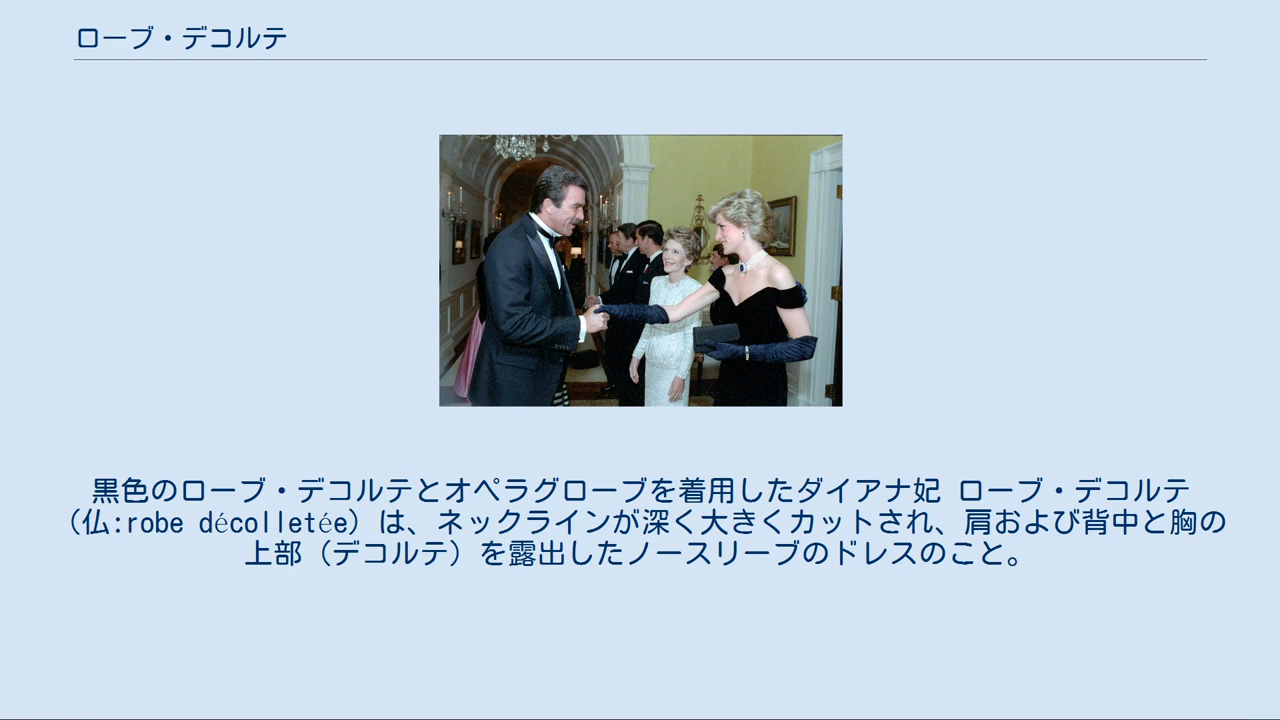 ローブ・デコルテ
黒色のローブ・デコルテとオペラグローブを着用したダイアナ妃 ローブ・デコルテ
（仏:robe décolletée）は、ネックラインが深く大きくカットされ、肩および背中と胸の
上部（デコルテ）を露出したノースリーブのドレスのこと。